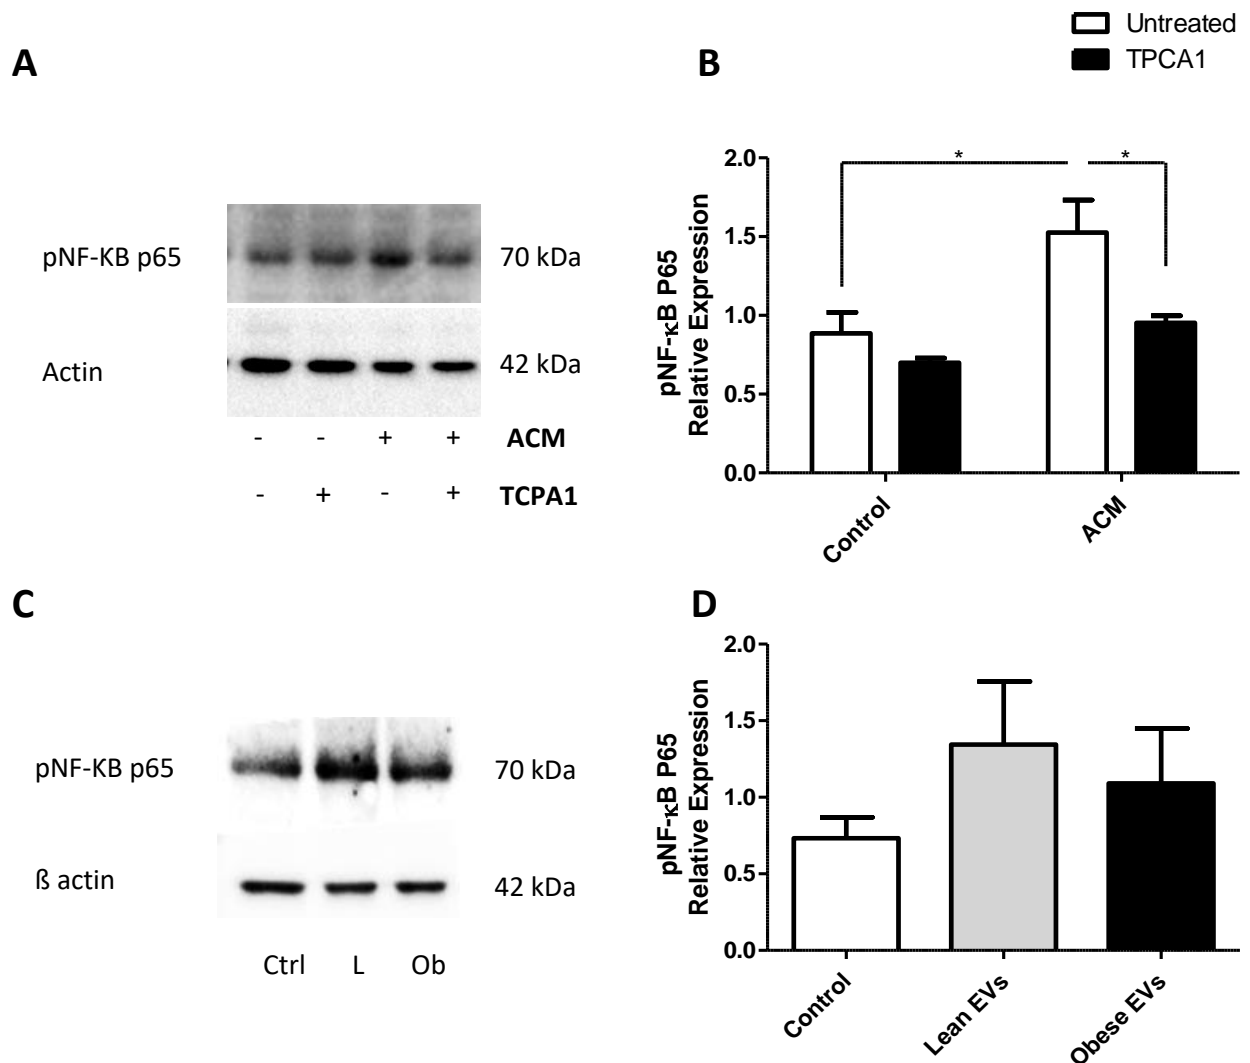 Untreated
TPCA1
A
pNF-KB p65
70 kDa
Actin
42 kDa
- - + + ACM
- + - + TCPA1
B
pNF-κB P65
Relative Expression
2.0
1.5
1.0
0.5
0.0
*
*
Control
ACM
C
pNF-KB p65
70 kDa
ß actin
42 kDa
Ctrl L Ob
D
pNF-κB P65
Relative Expression
2.0
1.5
1.0
0.5
0.0
Control
Lean EVs
Obese EVs